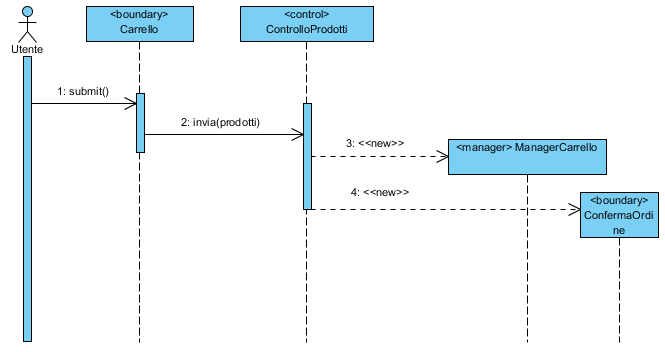 <boundary>
Carrello
<control>
ControlloProdotti
Utente
1: submit()
2: invia(prodotti)
3: <<new>>
<manager> ManagerCarrello
4: <<new>>
<boundary>
ConfermaOrdi
ne